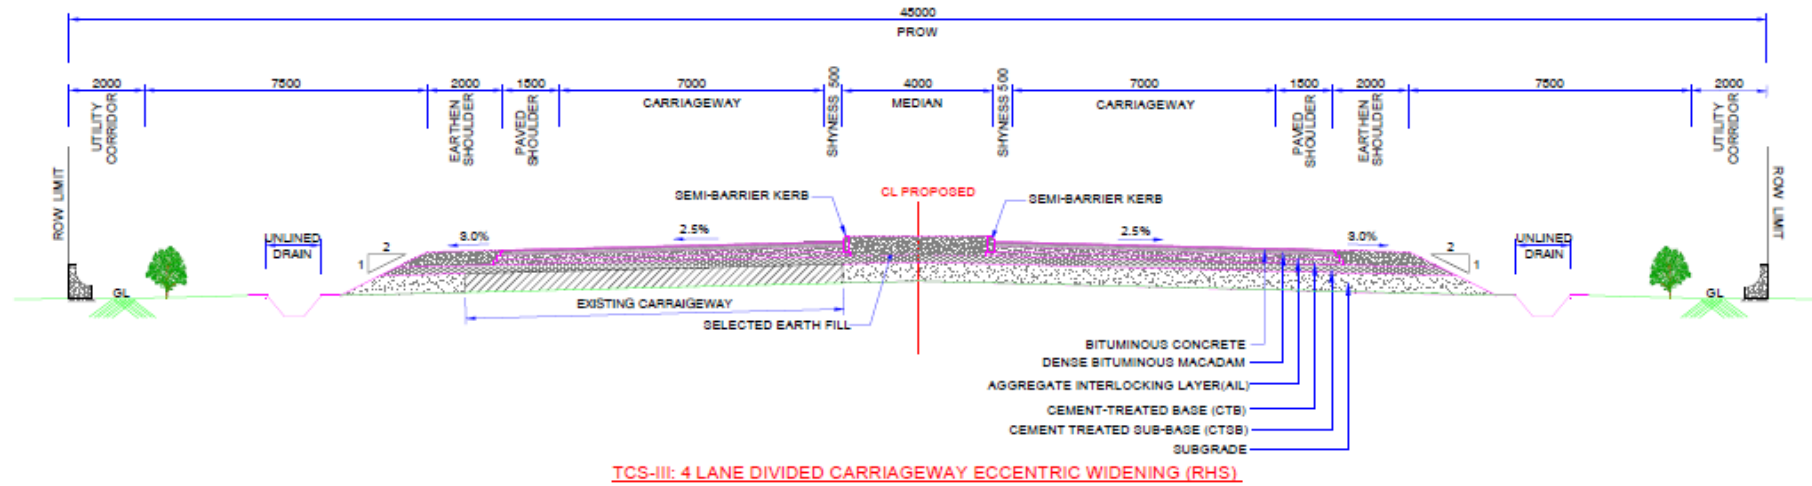 45000
PROW
2000
7500
2000
1500
7000
500
4000
500
7000
1500
2000
7500
2000
UTILITY
CORRIDOR
EARTHEN
SHOULDER
PAVED
SHOULDER
CARRIAGEWAY
SHYNESS
MEDIAN
SHYNESS
CARRIAGEWAY
PAVED
SHOULDER
EARTHEN
SHOULDER
UTILITY
CORRIDOR
ROW LIMIT
ROW LIMIT
SEMI-BARRIER KERB
CL PROPOSED
SEMI-BARRIER KERB
UNLINED
DRAIN
2
1
3.0%
2.5%
2.5%
3.0%
2
1
UNLINED
DRAIN
GL
GL
EXISTING CARRAIGEWAY
SELECTED EARTH FILL
BITUMINOUS CONCRETE
DENSE BITUMINOUS MACADAM
AGGREGATE INTERLOCKING LAYER(AIL)
CEMENT-TREATED BASE (CTB)
CEMENT TREATED SUB-BASE (CTSB)
SUBGRADE
TCS-III: 4 LANE DIVIDED CARRIAGEWAY ECCENTRIC WIDENING (RHS)